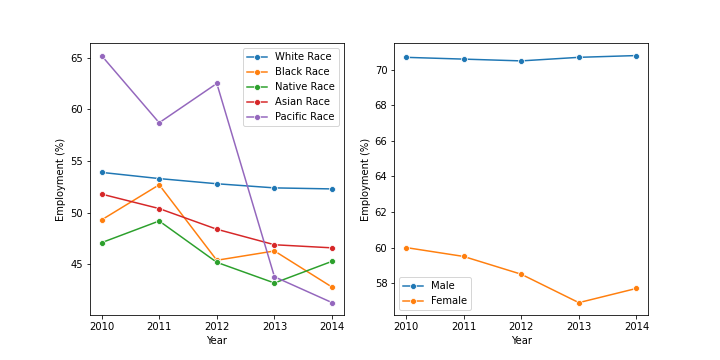 65
60
55
50
45
Employment (%)
2010 2011 2012 2013 2014
Year
White Race
Black Race
Native Race
Asian Race
Pacific Race
70
68
66
64
62
60
58
Employment (%)
2010 2011 2012 2013 2014
Year
Male
Female